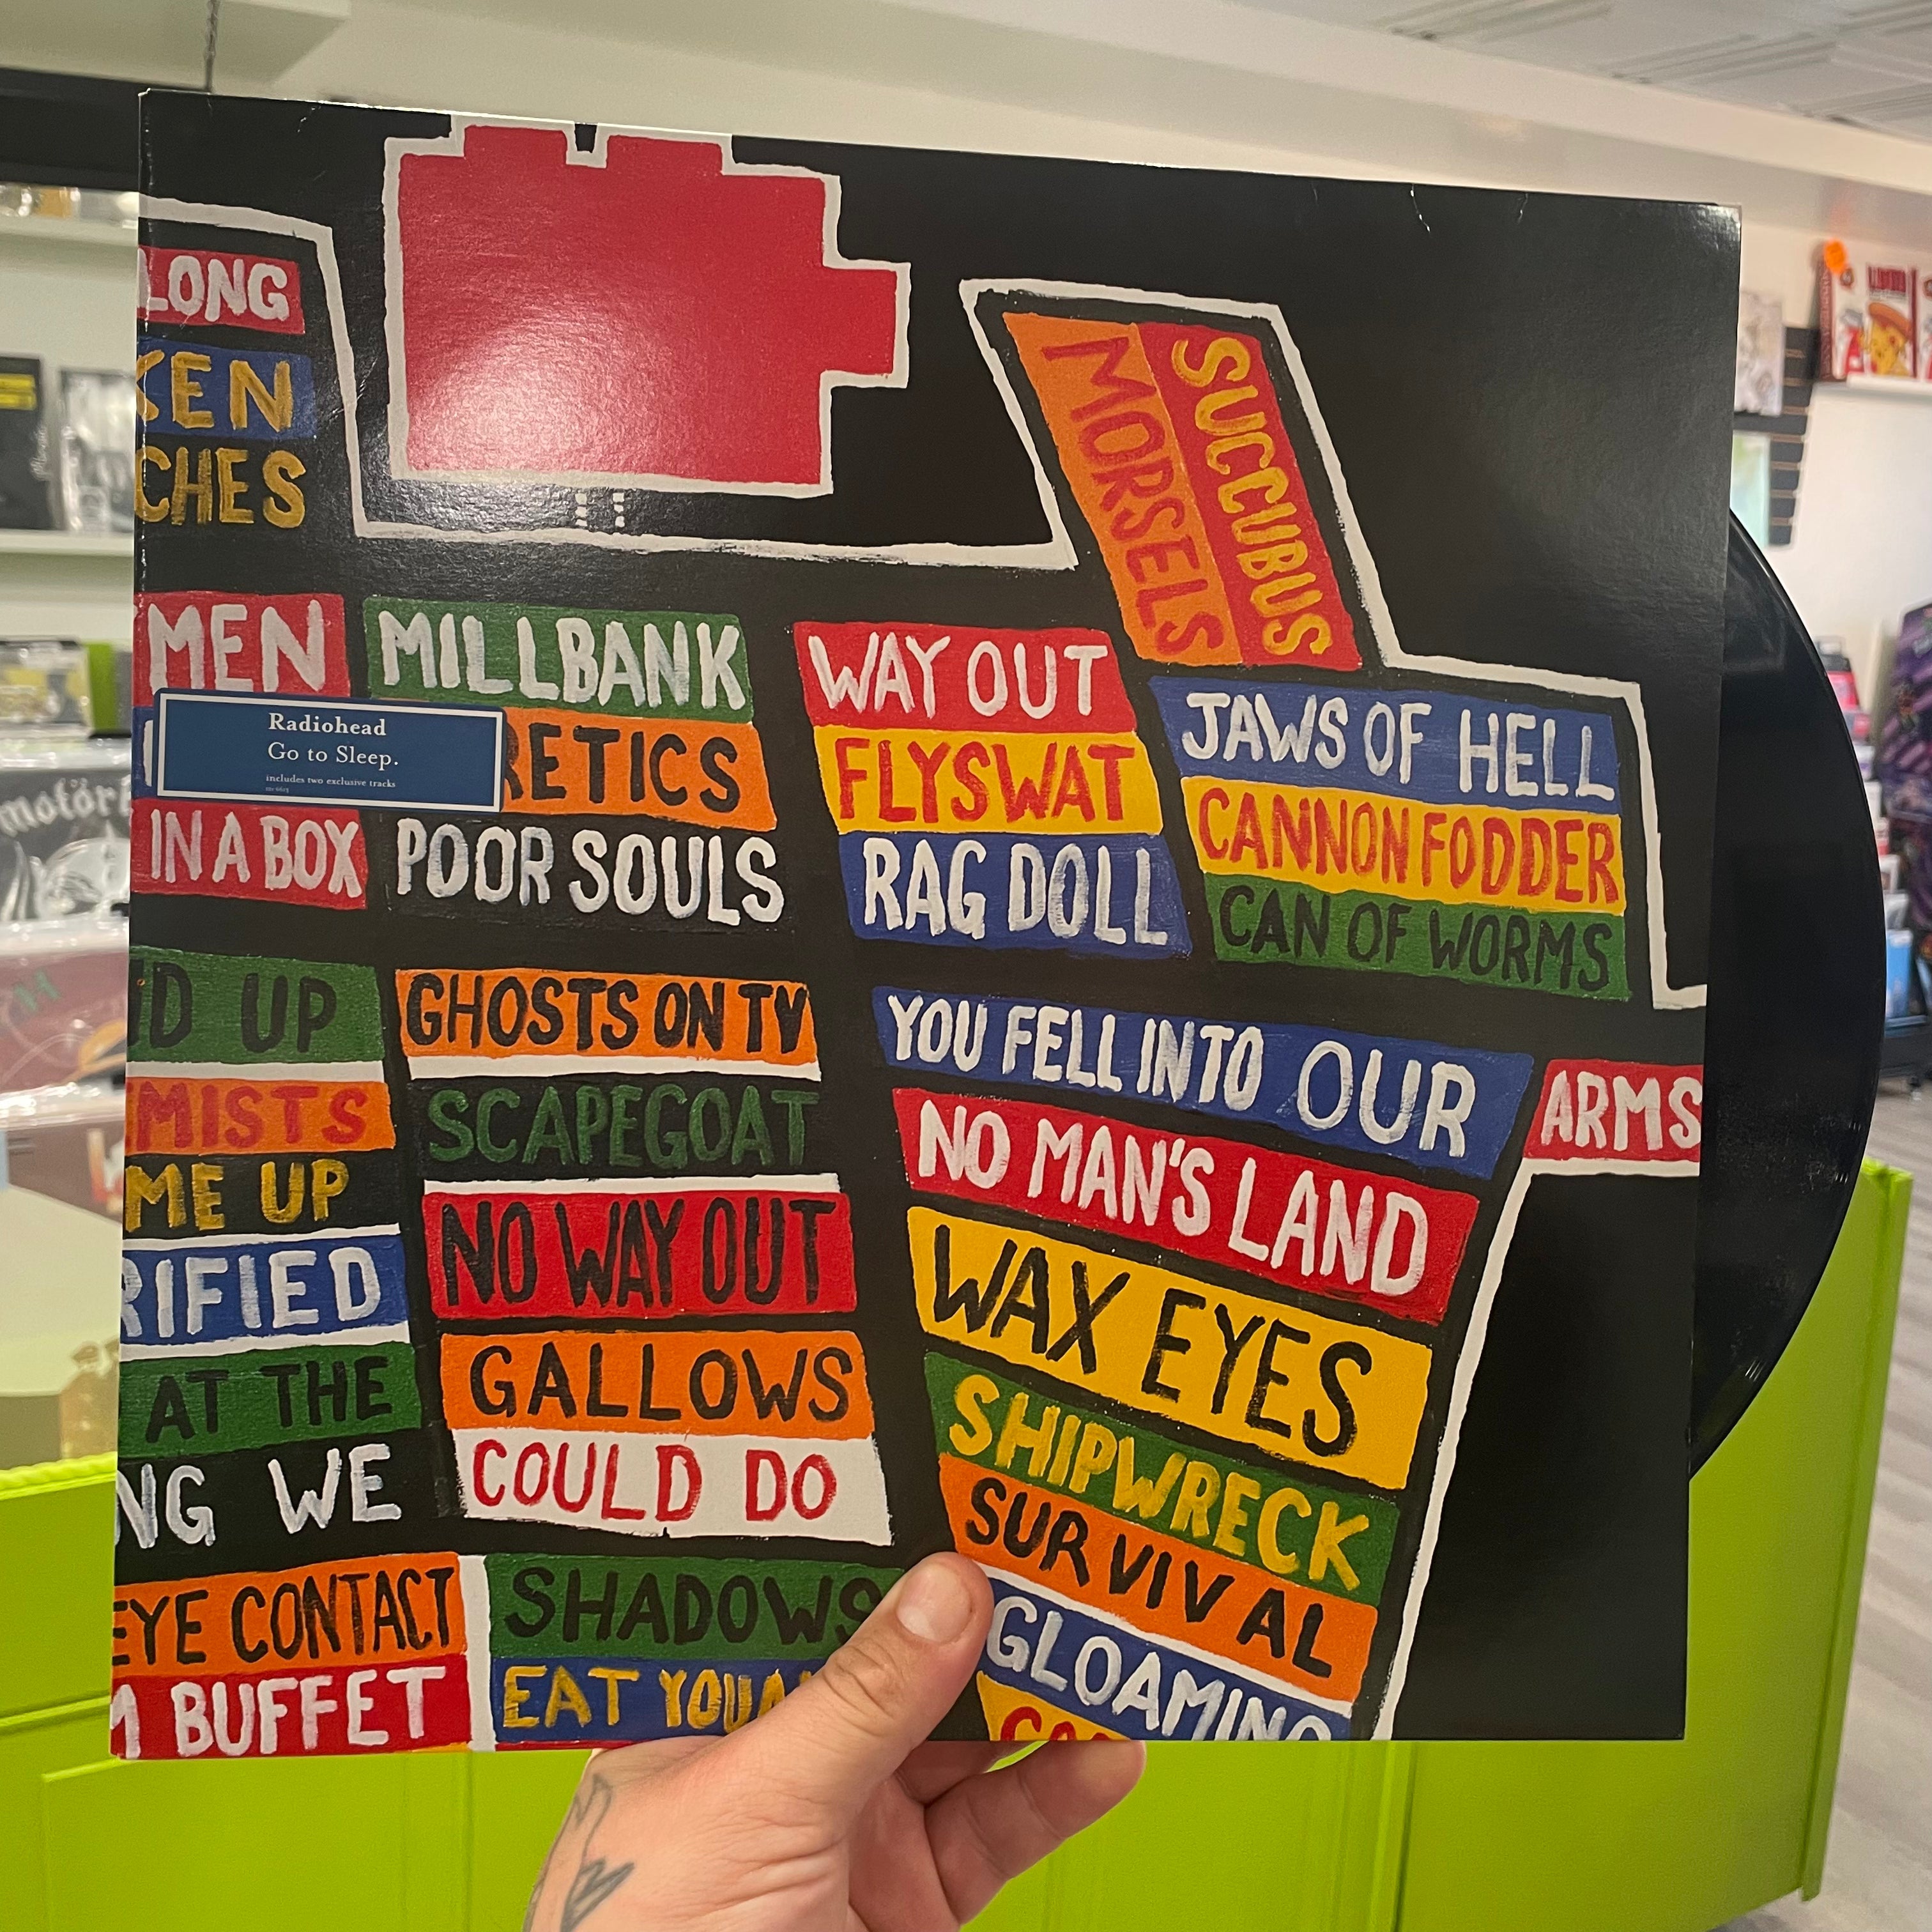 LONG
KEN
CHES
MORSELS
SUCCUBUS
MEN
MILLBANK
WAY OUT
JAWS OF HELL
Radiohead
Go to Sleep.
includes two exclusive tracks
RETICS
FLYSWAT
CANNON FODDER
IN A BOX
POOR SOULS
RAG DOLL
CAN OF WORMS
D UP
GHOSTS ON TV
YOU FELL INTO OUR
ARMS
MISTS
SCAPEGOAT
NO MAN'S LAND
ME UP
NO WAY OUT
WAX EYES
RIFIED
GALLOWS
SHIPWRECK
AT THE
COULD DO
SURVIVAL
NG WE
EYE CONTACT
SHADOWS
GLOAMING
BUFFET
EAT YOU
motör